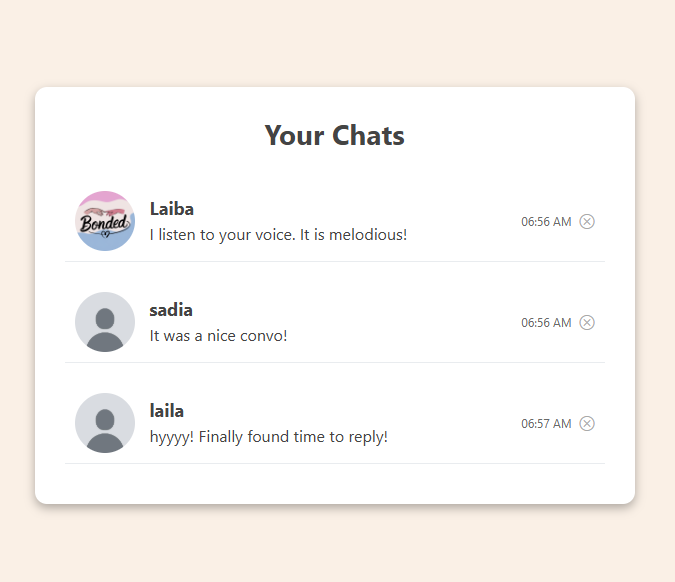 Your Chats
Bonded
Laiba
I listen to your voice. It is melodious!
06:56 AM
sadia
It was a nice convo!
06:56 AM
laila
hyyyy! Finally found time to reply!
06:57 AM